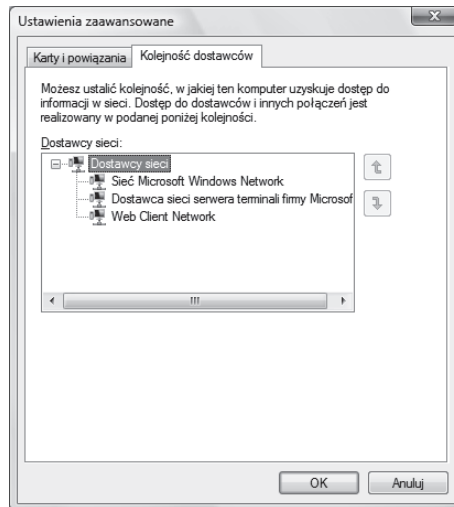 Ustawienia zaawansowane
Karty i powiązania
Kolejność dostawców
Możesz ustalić kolejność, w jakiej ten komputer uzyskuje dostęp do
informacji w sieci. Dostęp do dostawców i innych połączeń jest
realizowany w podanej poniżej kolejności.
Dostawcy sieci:
Dostawcy sieci
Sieć Microsoft Windows Network
Dostawca sieci serwera terminali firmy Microsof
Web Client Network
OK
Anuluj